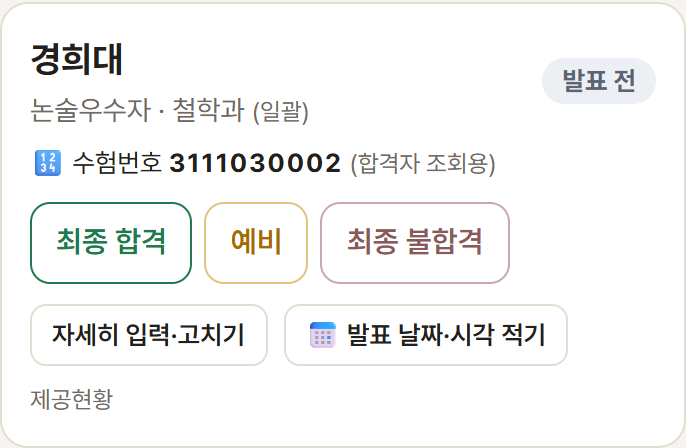 경희대
발표 전
논술우수자 · 철학과 (일괄)
수험번호 3111030002 (합격자 조회용)
최종 합격 예비 최종 불합격
자세히 입력·고치기 발표 날짜·시각 적기
제공현황